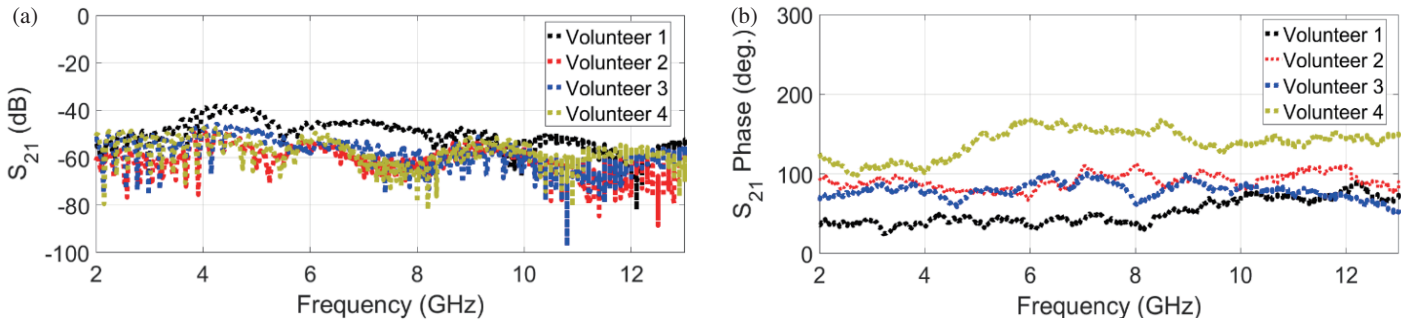 (a)
0
-20
-40
-60
-80
-100
S21 (dB)
2 4 6 8 10 12
Frequency (GHz)
Volunteer 1
Volunteer 2
Volunteer 3
Volunteer 4
(b)
300
200
100
0
S21 Phase (deg.)
2 4 6 8 10 12
Frequency (GHz)
Volunteer 1
Volunteer 2
Volunteer 3
Volunteer 4